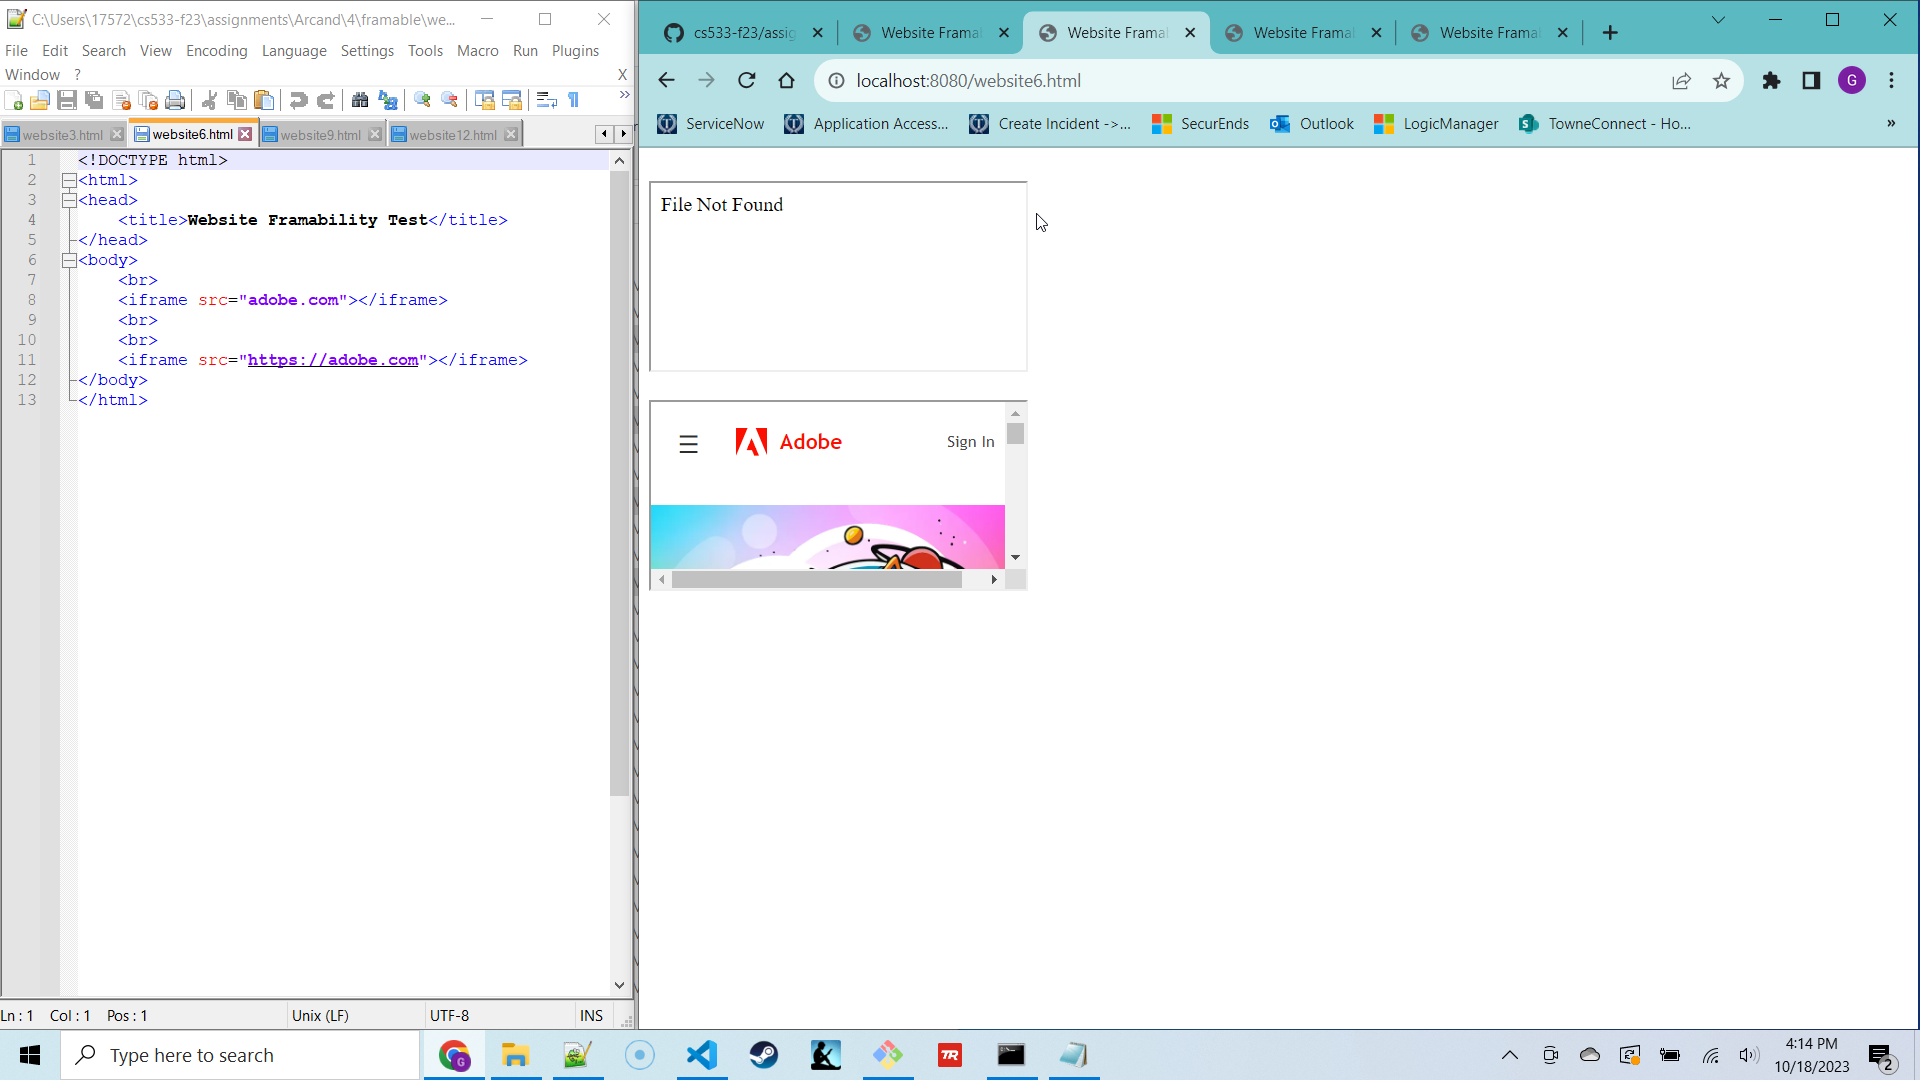 C:\Users\17572\cs533-f23\assignments\Arcand\4\framable\we...
File Edit Search View Encoding Language Settings Tools Macro Run Plugins
Window ? X
website3.html website6.html website9.html website12.html
1 <!DOCTYPE html>
2 <html>
3 <head>
4 <title>Website Framability Test</title>
5 </head>
6 <body>
7 <br>
8 <iframe src="adobe.com"></iframe>
9 <br>
10 <br>
11 <iframe src="https://adobe.com"></iframe>
12 </body>
13 </html>
Ln : 1 Col : 1 Pos : 1 Unix (LF) UTF-8 INS
cs533-f23/assig Website Framal Website Framal Website Framal Website Framal
localhost:8080/website6.html G
ServiceNow Application Access... Create Incident ->... SecurEnds Outlook LogicManager TowneConnect - Ho... »
File Not Found
Adobe Sign In
Type here to search
G
TR
4:14 PM
10/18/2023
2